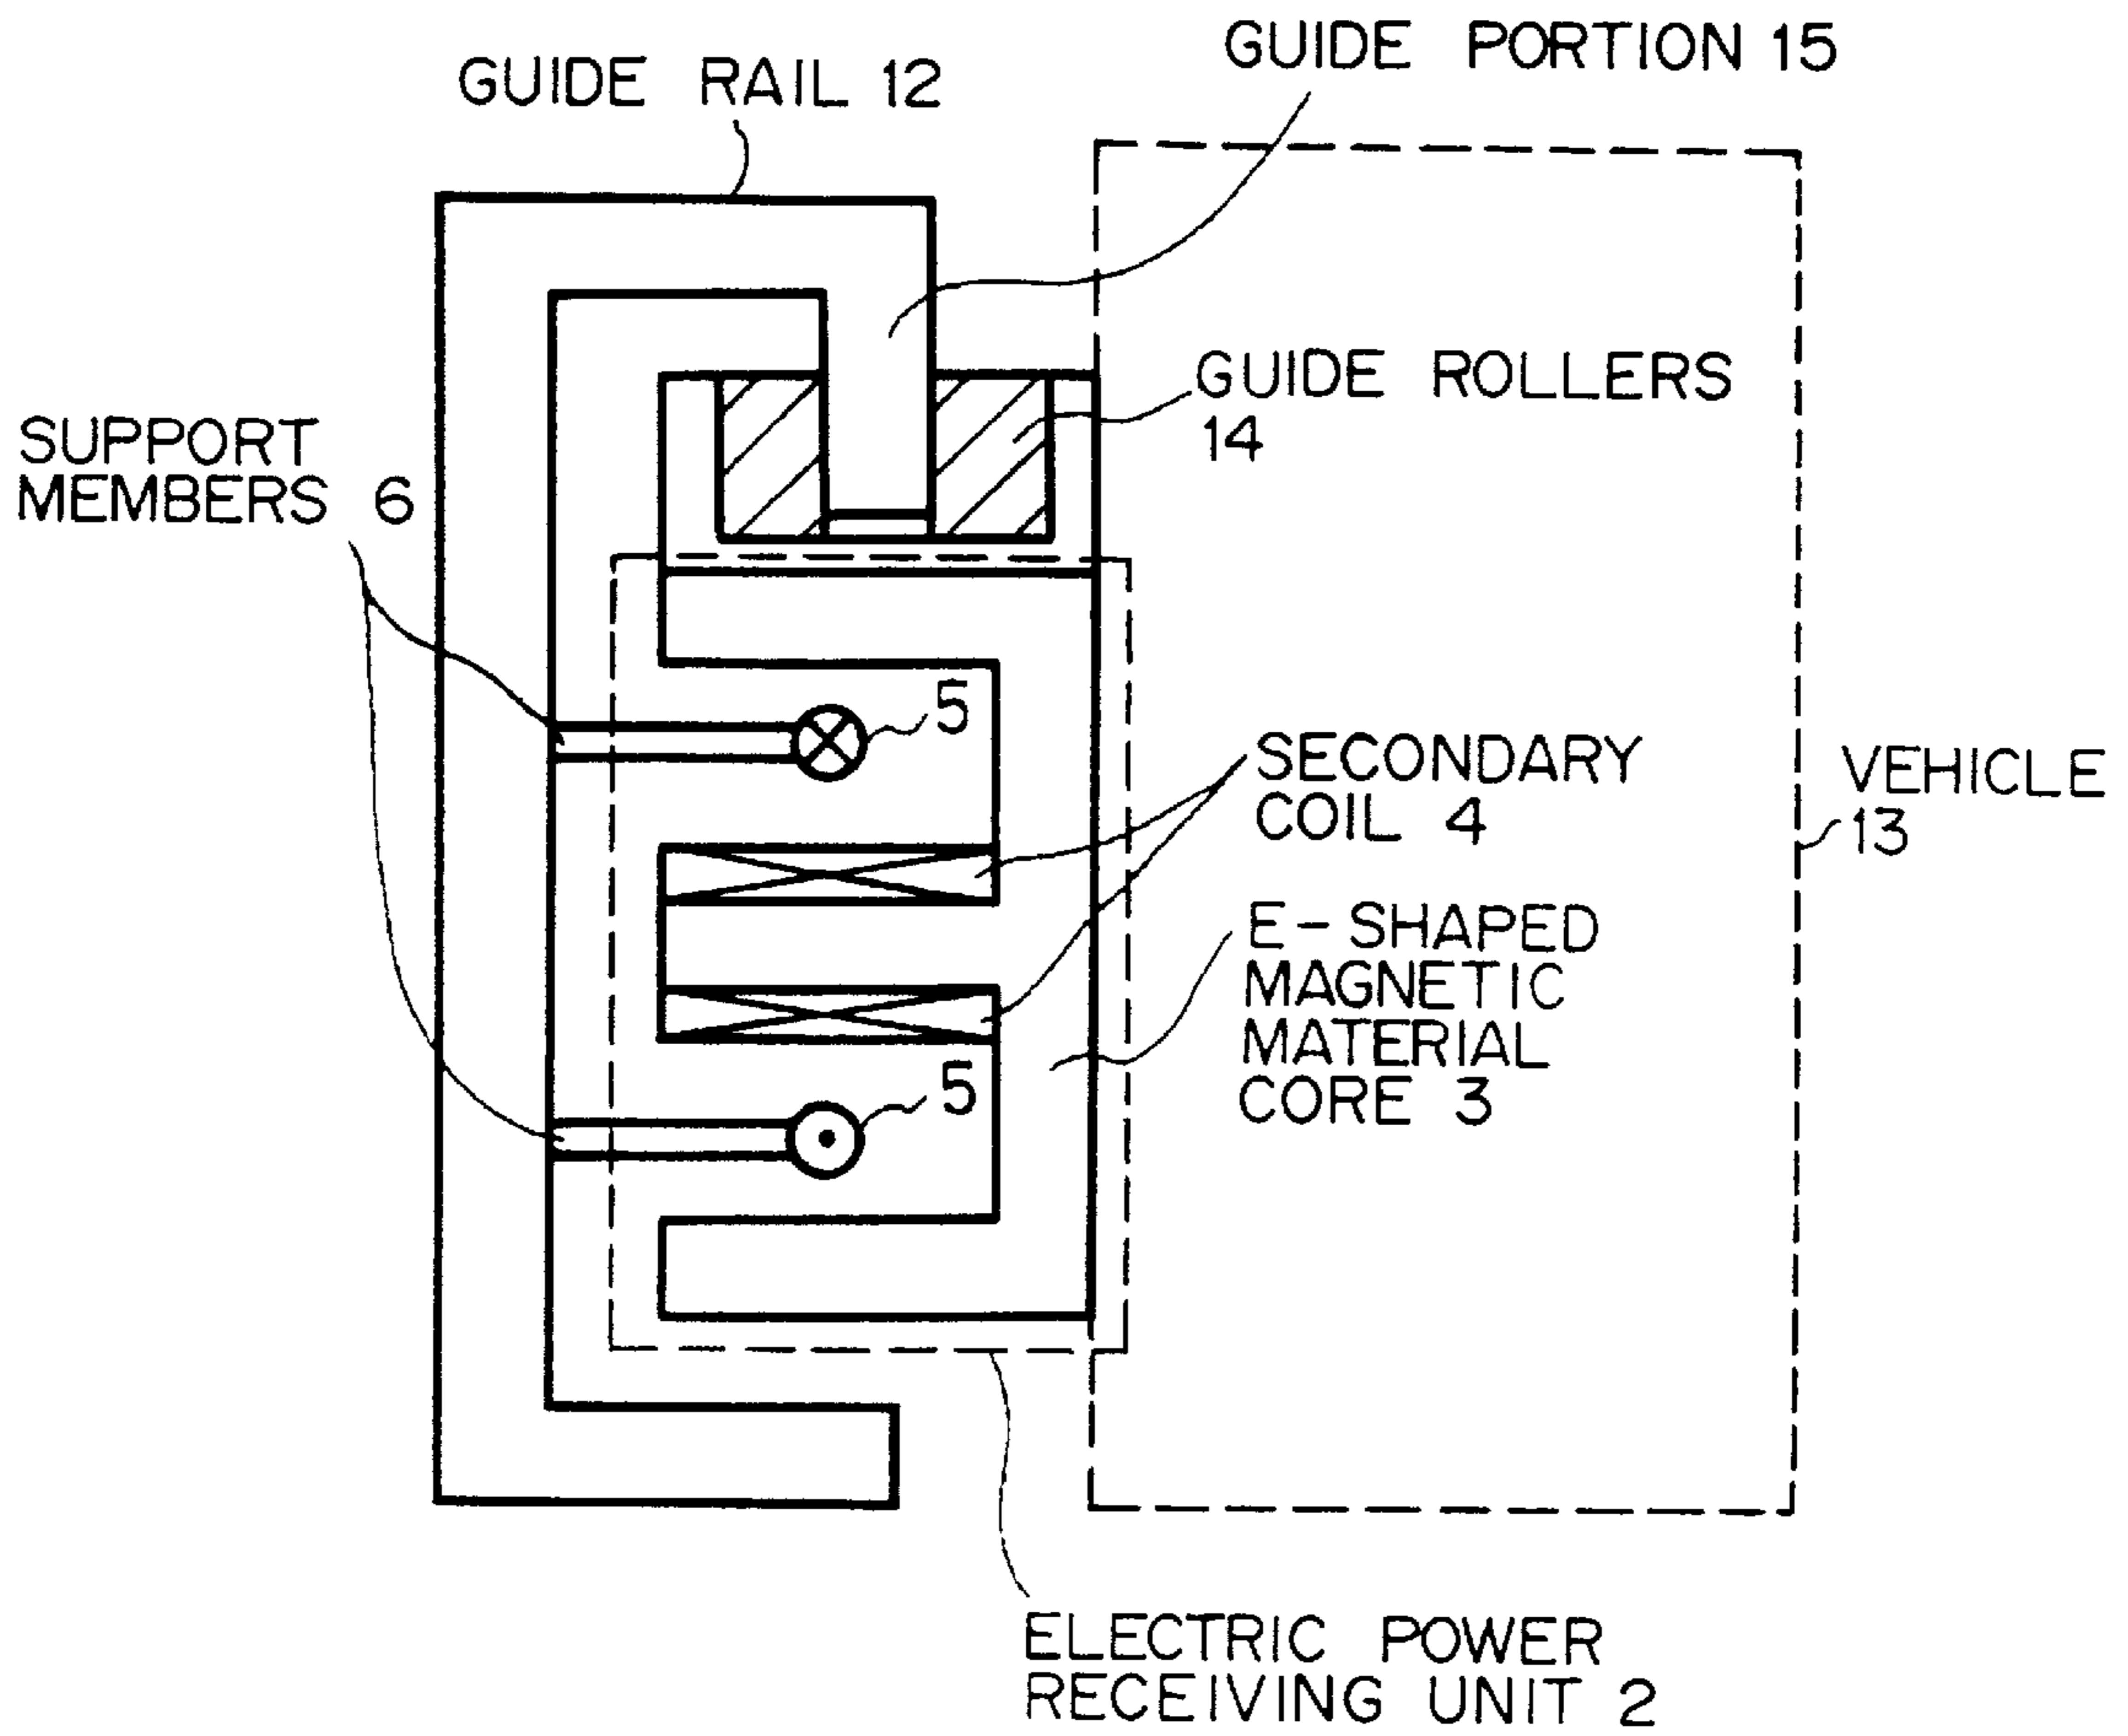 GUIDE PORTION 15
GUIDE RAIL 12
GUIDE ROLLERS
14
SUPPORT
MEMBERS 6
5
SECONDARY
COIL 4
VEHICLE
13
E-SHAPED
MAGNETIC
MATERIAL
CORE 3
5
ELECTRIC POWER
RECEIVING UNIT 2